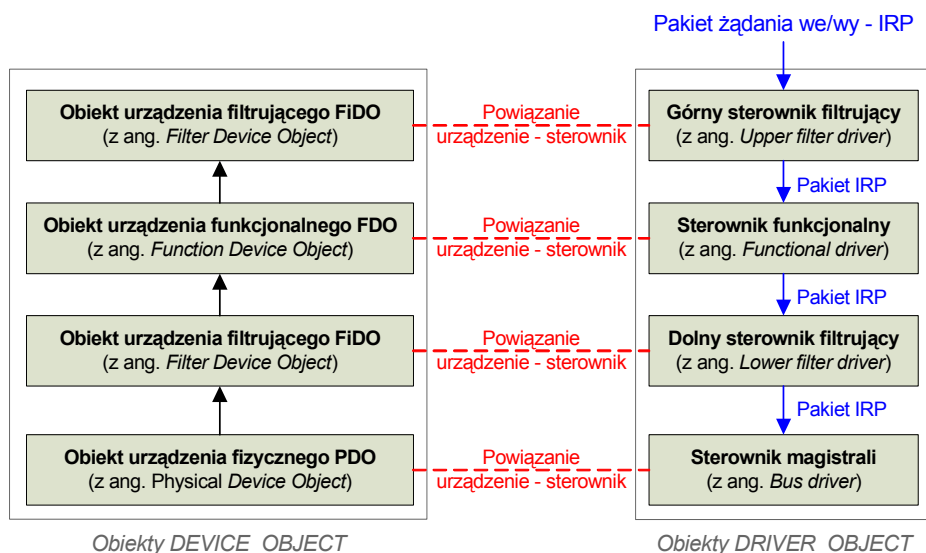 Pakiet żądania we/wy - IRP
Obiekt urządzenia filtrującego FiDO
(z ang. Filter Device Object)
Powiązanie
urządzenie - sterownik
Górny sterownik filtrujący
(z ang. Upper filter driver)
Pakiet IRP
Obiekt urządzenia funkcjonalnego FDO
(z ang. Function Device Object)
Powiązanie
urządzenie - sterownik
Sterownik funkcjonalny
(z ang. Functional driver)
Pakiet IRP
Obiekt urządzenia filtrującego FiDO
(z ang. Filter Device Object)
Powiązanie
urządzenie - sterownik
Dolny sterownik filtrujący
(z ang. Lower filter driver)
Pakiet IRP
Obiekt urządzenia fizycznego PDO
(z ang. Physical Device Object)
Powiązanie
urządzenie - sterownik
Sterownik magistrali
(z ang. Bus driver)
Obiekty DEVICE_OBJECT
Obiekty DRIVER_OBJECT